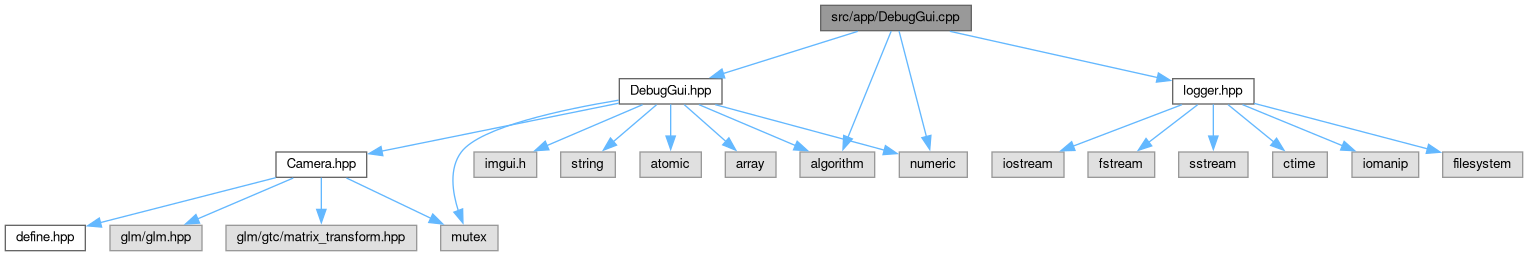 src/app/DebugGui.cpp
DebugGui.hpp
logger.hpp
Camera.hpp
imgui.h
string
atomic
array
algorithm
numeric
iostream
fstream
sstream
ctime
iomanip
filesystem
define.hpp
glm/glm.hpp
glm/gtc/matrix_transform.hpp
mutex